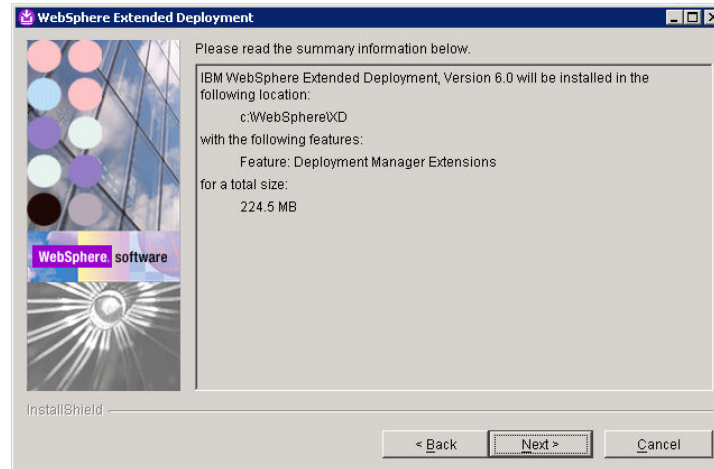 WebSphere Extended Deployment
Please read the summary information below.
IBM WebSphere Extended Deployment, Version 6.0 will be installed in the
following location:
c:\WebSphere\XD
with the following features:
Feature: Deployment Manager Extensions
for a total size:
224.5 MB
WebSphere. software
InstallShield
< Back
Next >
Cancel